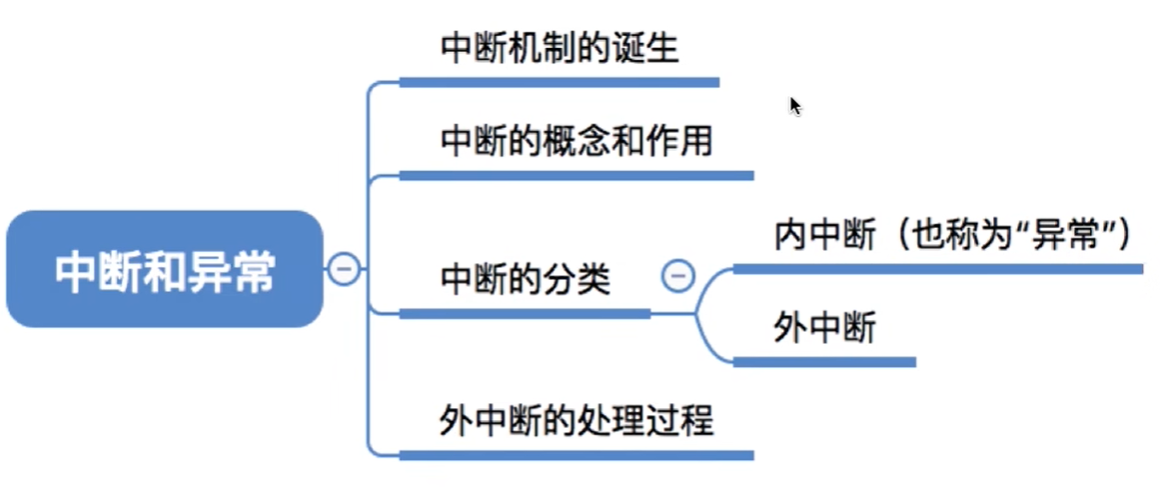 中断机制的诞生
中断的概念和作用
中断和异常
中断的分类
内中断（也称为“异常”）
外中断
外中断的处理过程